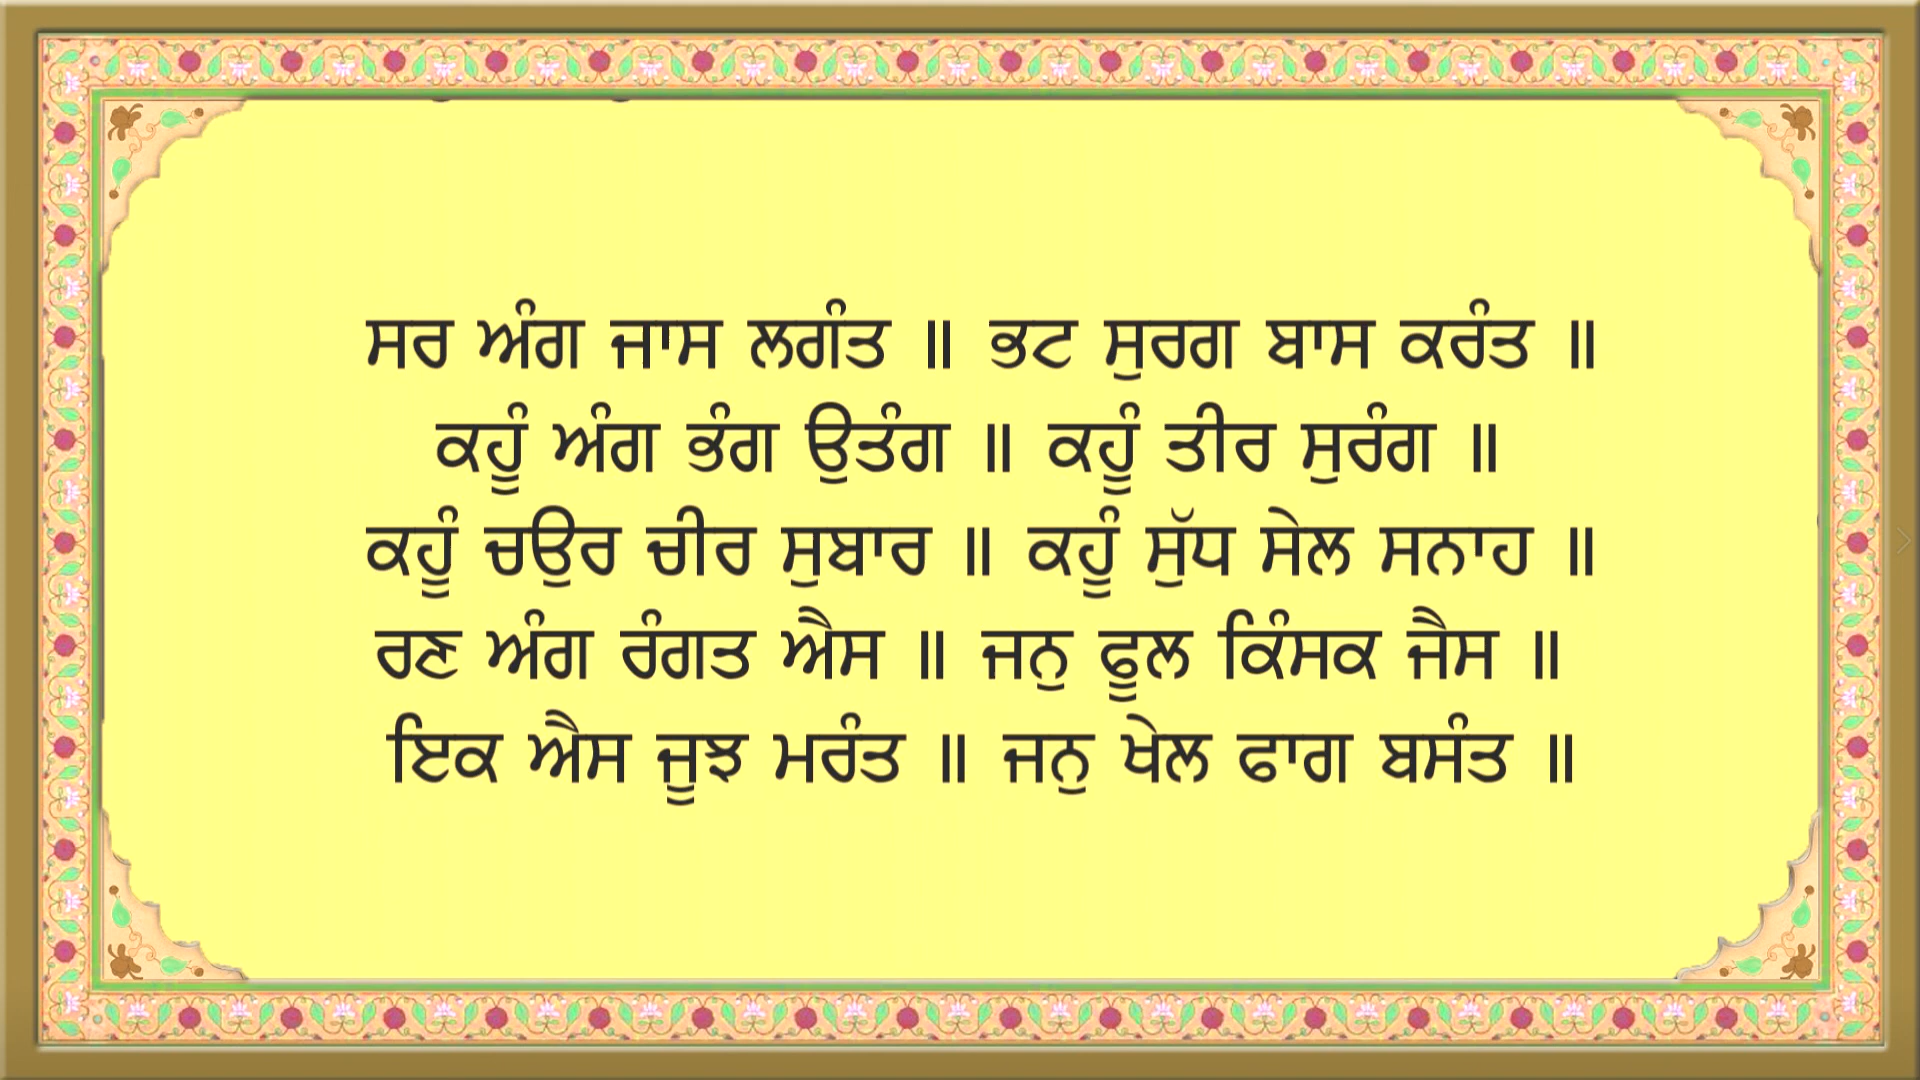 ਸਰ ਅੰਗ ਜਾਸ ਲਗੰਤ ॥ ਭਟ ਸੁਰਗ ਬਾਸ ਕਰੰਤ ॥
ਕਹੂੰ ਅੰਗ ਭੰਗ ਉਤੰਗ ॥ ਕਹੂੰ ਤੀਰ ਸੁਰੰਗ ॥
ਕਹੂੰ ਚਉਰ ਚੀਰ ਸੁਬਾਰ ॥ ਕਹੂੰ ਸੁੱਧ ਸੇਲ ਸਨਾਹ ॥
ਰਣ ਅੰਗ ਰੰਗਤ ਐਸ ॥ ਜਨੁ ਫੂਲ ਕਿੰਸਕ ਜੈਸ ॥
ਇਕ ਐਸ ਜੂਝ ਮਰੰਤ ॥ ਜਨੁ ਖੇਲ ਫਾਗ ਬਸੰਤ ॥